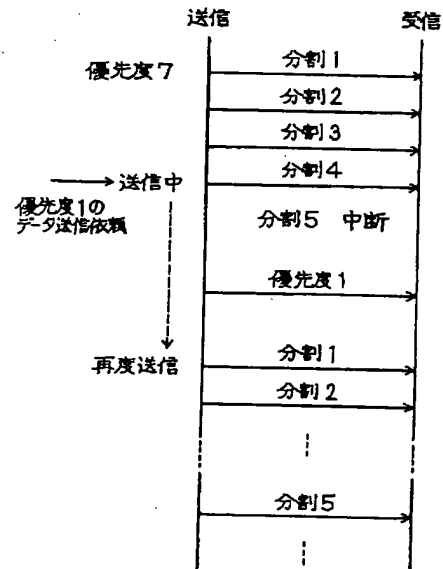 送信 受信
優先度7 分割1
分割2
分割3
分割4
送信中
優先度1の
データ送信依頼
分割5 中断
優先度1
再度送信 分割1
分割2
分割5